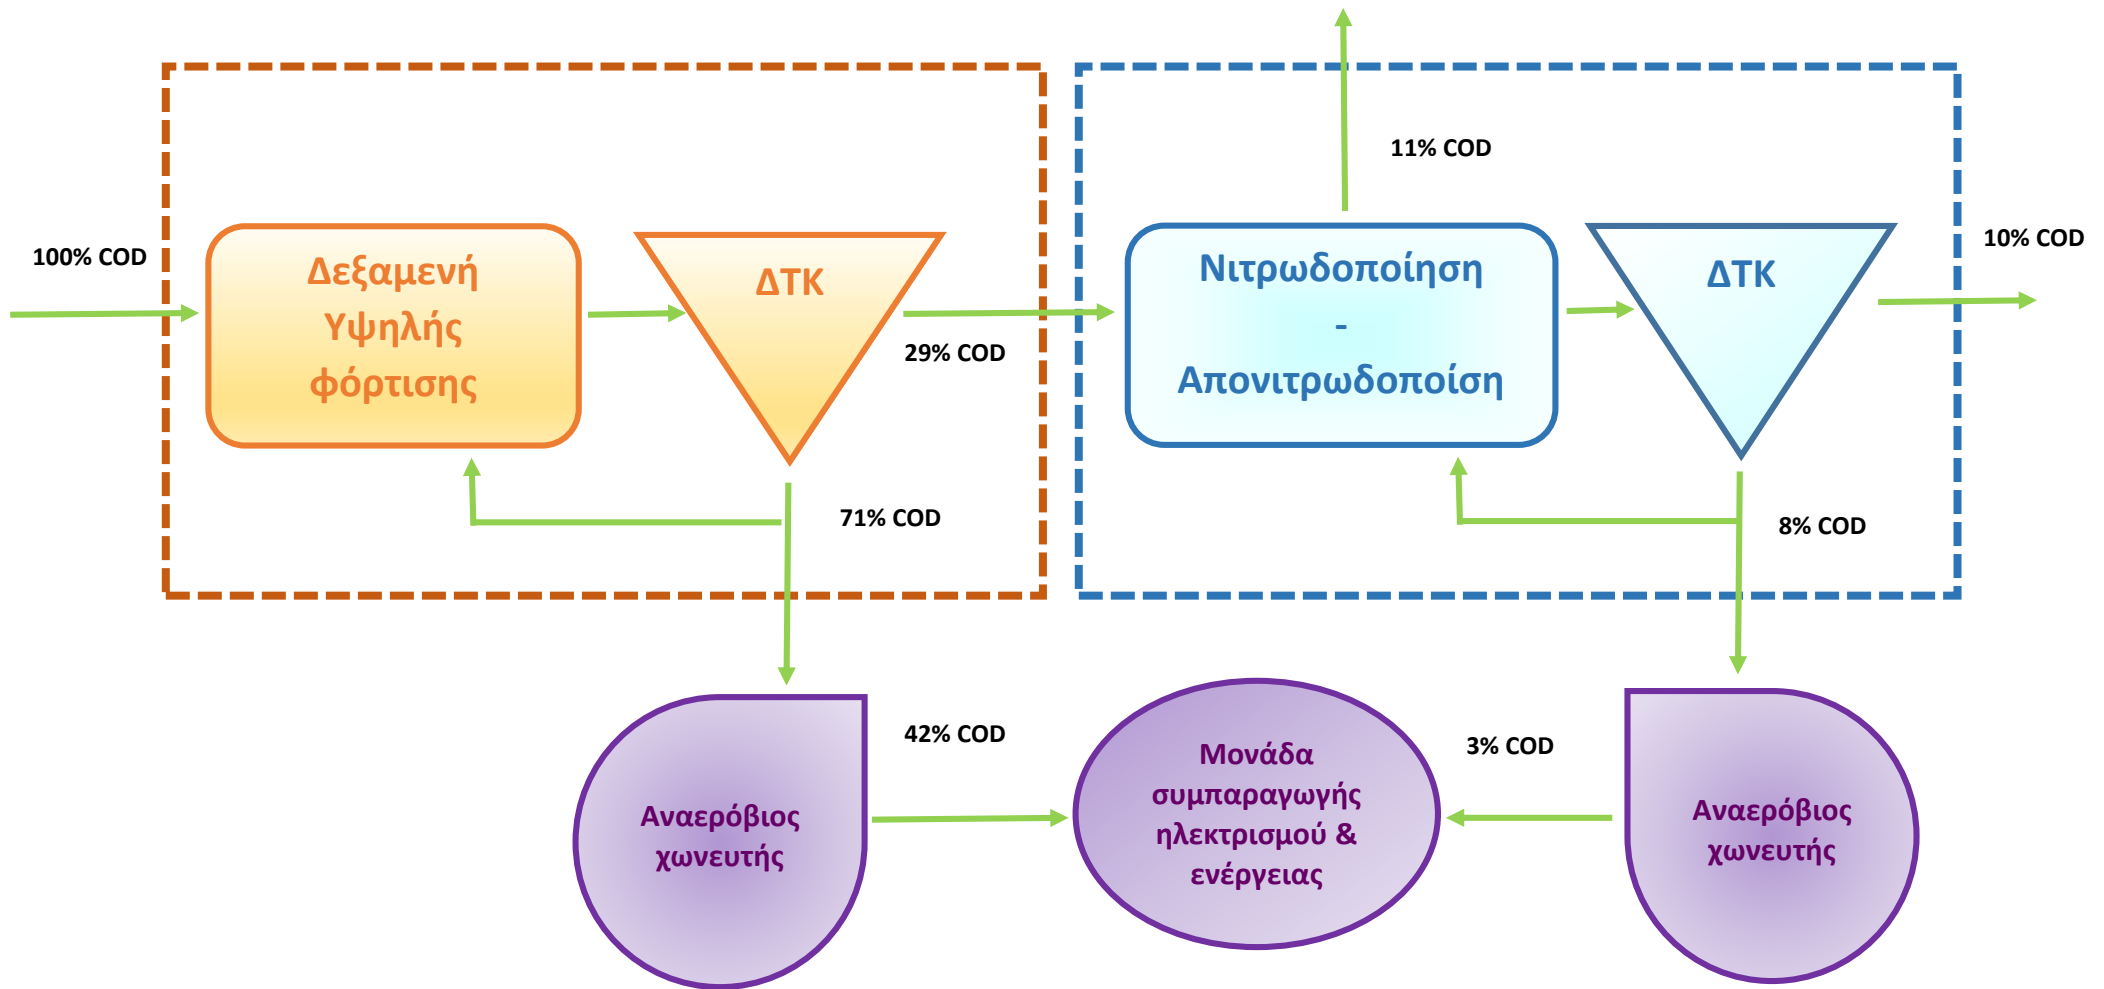 11% COD
100% COD
Δεξαμενή
Υψηλής
φόρτισης
ΔΤΚ
29% COD
Νιτρωδοποίηση
-
Απονιτρωδοποίση
ΔΤΚ
10% COD
71% COD
8% COD
42% COD
3% COD
Αναερόβιος
χωνευτής
Μονάδα
συμπαραγωγής
ηλεκτρισμού &
ενέργειας
Αναερόβιος
χωνευτής